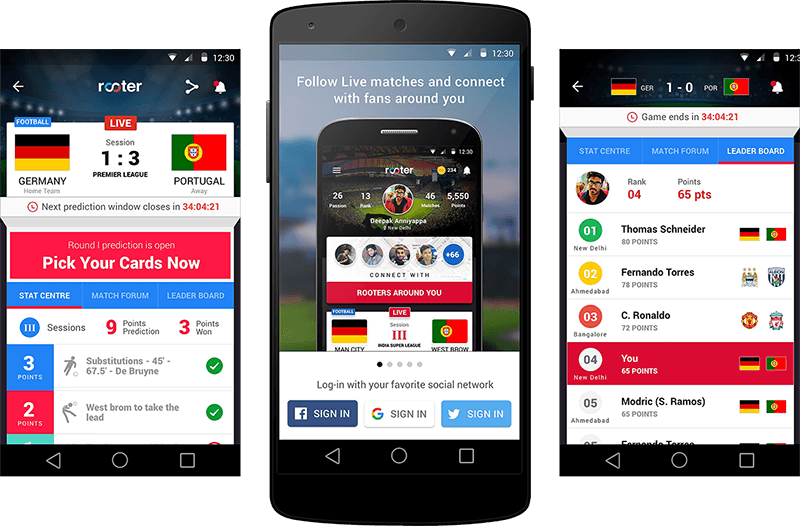 12:30
rooter
FOOTBALL
LIVE
Session
1 : 3
PREMIER LEAGUE
GERMANY
Home Team
PORTUGAL
Away
Next prediction window closes in 34:04:21
Round I prediction is open
Pick Your Cards Now
STAT CENTRE
MATCH FORUM
LEADER BOARD
III
Sessions
9
Points
Prediction
3
Points
Won
3
POINTS
Substitutions - 45' -
67.5' - De Bruyne
2
POINTS
West brom to take the
lead
12:30
Follow Live matches and connect
with fans around you
12:30
rooter
234
26
Passion
13
Rank
46
Matches
5,550
Points
Deepak Anniyappa
New Delhi
+66
CONNECT WITH
ROOTERS AROUND YOU
FOOTBALL
LIVE
Session
III
INDIA SUPER LEAGUE
MAN CITY
WEST BROW
Log-in with your favorite social network
SIGN IN
G SIGN IN
SIGN IN
12:30
GER
1 - 0
POR
Game ends in 34:04:21
STAT CENTRE
MATCH FORUM
LEADER BOARD
Rank
04
Points
65 pts
01
New Delhi
Thomas Schneider
80 POINTS
02
Ahmedabad
Fernando Torres
78 POINTS
03
Bangalore
C. Ronaldo
72 POINTS
04
New Delhi
You
65 POINTS
05
Ahmedabad
Modric (S. Ramos)
65 POINTS
Fernando Torres